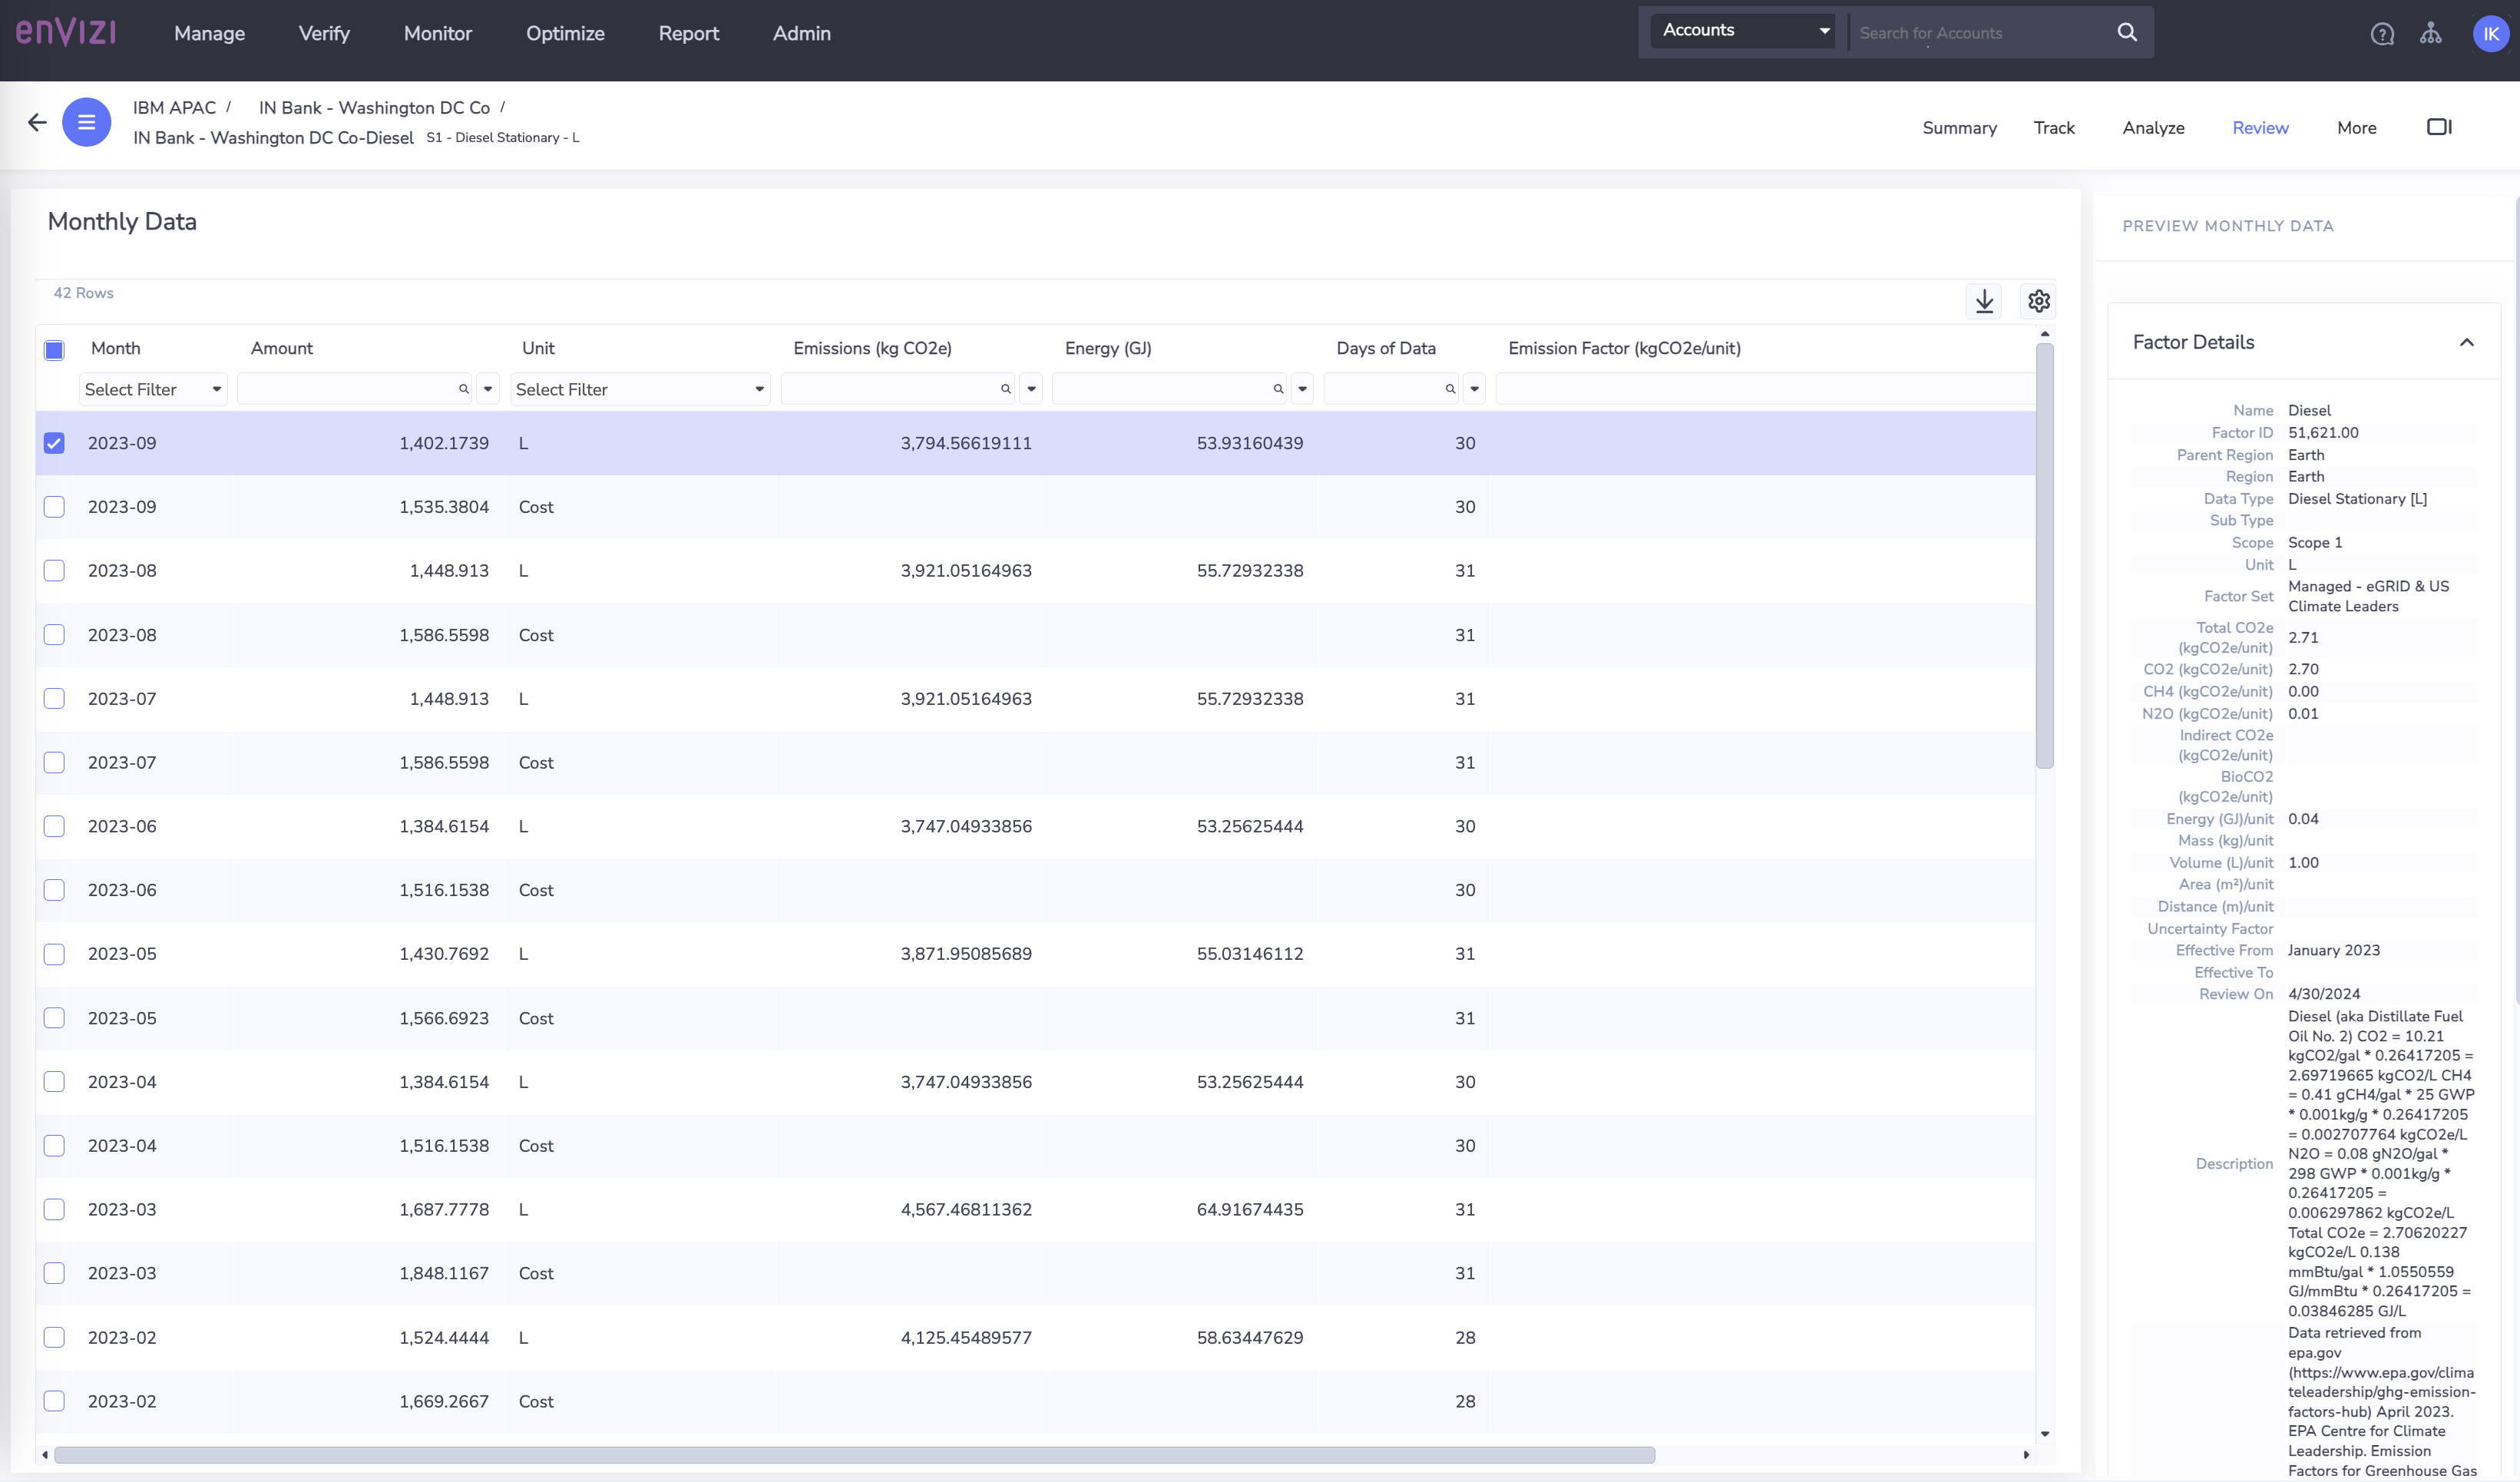 enVIZI Manage Verify Monitor Optimize Report Admin Accounts Search for Accounts IK
IBM APAC / IN Bank - Washington DC Co /
IN Bank - Washington DC Co-Diesel S1 - Diesel Stationary - L
Summary Track Analyze Review More
Monthly Data
42 Rows
Month Amount Unit Emissions (kg CO2e) Energy (GJ) Days of Data Emission Factor (kgCO2e/unit)
Select Filter Select Filter
2023-09 1,402.1739 L 3,794.56619111 53.93160439 30
2023-09 1,535.3804 Cost 30
2023-08 1,448.913 L 3,921.05164963 55.72932338 31
2023-08 1,586.5598 Cost 31
2023-07 1,448.913 L 3,921.05164963 55.72932338 31
2023-07 1,586.5598 Cost 31
2023-06 1,384.6154 L 3,747.04933856 53.25625444 30
2023-06 1,516.1538 Cost 30
2023-05 1,430.7692 L 3,871.95085689 55.03146112 31
2023-05 1,566.6923 Cost 31
2023-04 1,384.6154 L 3,747.04933856 53.25625444 30
2023-04 1,516.1538 Cost 30
2023-03 1,687.7778 L 4,567.46811362 64.91674435 31
2023-03 1,848.1167 Cost 31
2023-02 1,524.4444 L 4,125.45489577 58.63447629 28
2023-02 1,669.2667 Cost 28
PREVIEW MONTHLY DATA
Factor Details
Name Diesel
Factor ID 51,621.00
Parent Region Earth
Region Earth
Data Type Diesel Stationary [L]
Sub Type
Scope Scope 1
Unit L
Factor Set Managed - eGRID & US
Climate Leaders
Total CO2e
(kgCO2e/unit) 2.71
CO2 (kgCO2e/unit) 2.70
CH4 (kgCO2e/unit) 0.00
N2O (kgCO2e/unit) 0.01
Indirect CO2e
(kgCO2e/unit)
BioCO2
(kgCO2e/unit)
Energy (GJ)/unit 0.04
Mass (kg)/unit
Volume (L)/unit 1.00
Area (m²)/unit
Distance (m)/unit
Uncertainty Factor
Effective From January 2023
Effective To
Review On 4/30/2024
Description
Diesel (aka Distillate Fuel
Oil No. 2) CO2 = 10.21
kgCO2/gal * 0.26417205 =
2.69719665 kgCO2/L CH4
= 0.41 gCH4/gal * 25 GWP
* 0.001kg/g * 0.26417205
= 0.002707764 kgCO2e/L
N2O = 0.08 gN2O/gal *
298 GWP * 0.001kg/g *
0.26417205 =
0.006297862 kgCO2e/L
Total CO2e = 2.70620227
kgCO2e/L 0.138
mmBtu/gal * 1.0550559
GJ/mmBtu * 0.26417205 =
0.03846285 GJ/L
Data retrieved from
epa.gov
(https://www.epa.gov/clima
teleadership/ghg-emission-
factors-hub) April 2023.
EPA Centre for Climate
Leadership. Emission
Factors for Greenhouse Gas